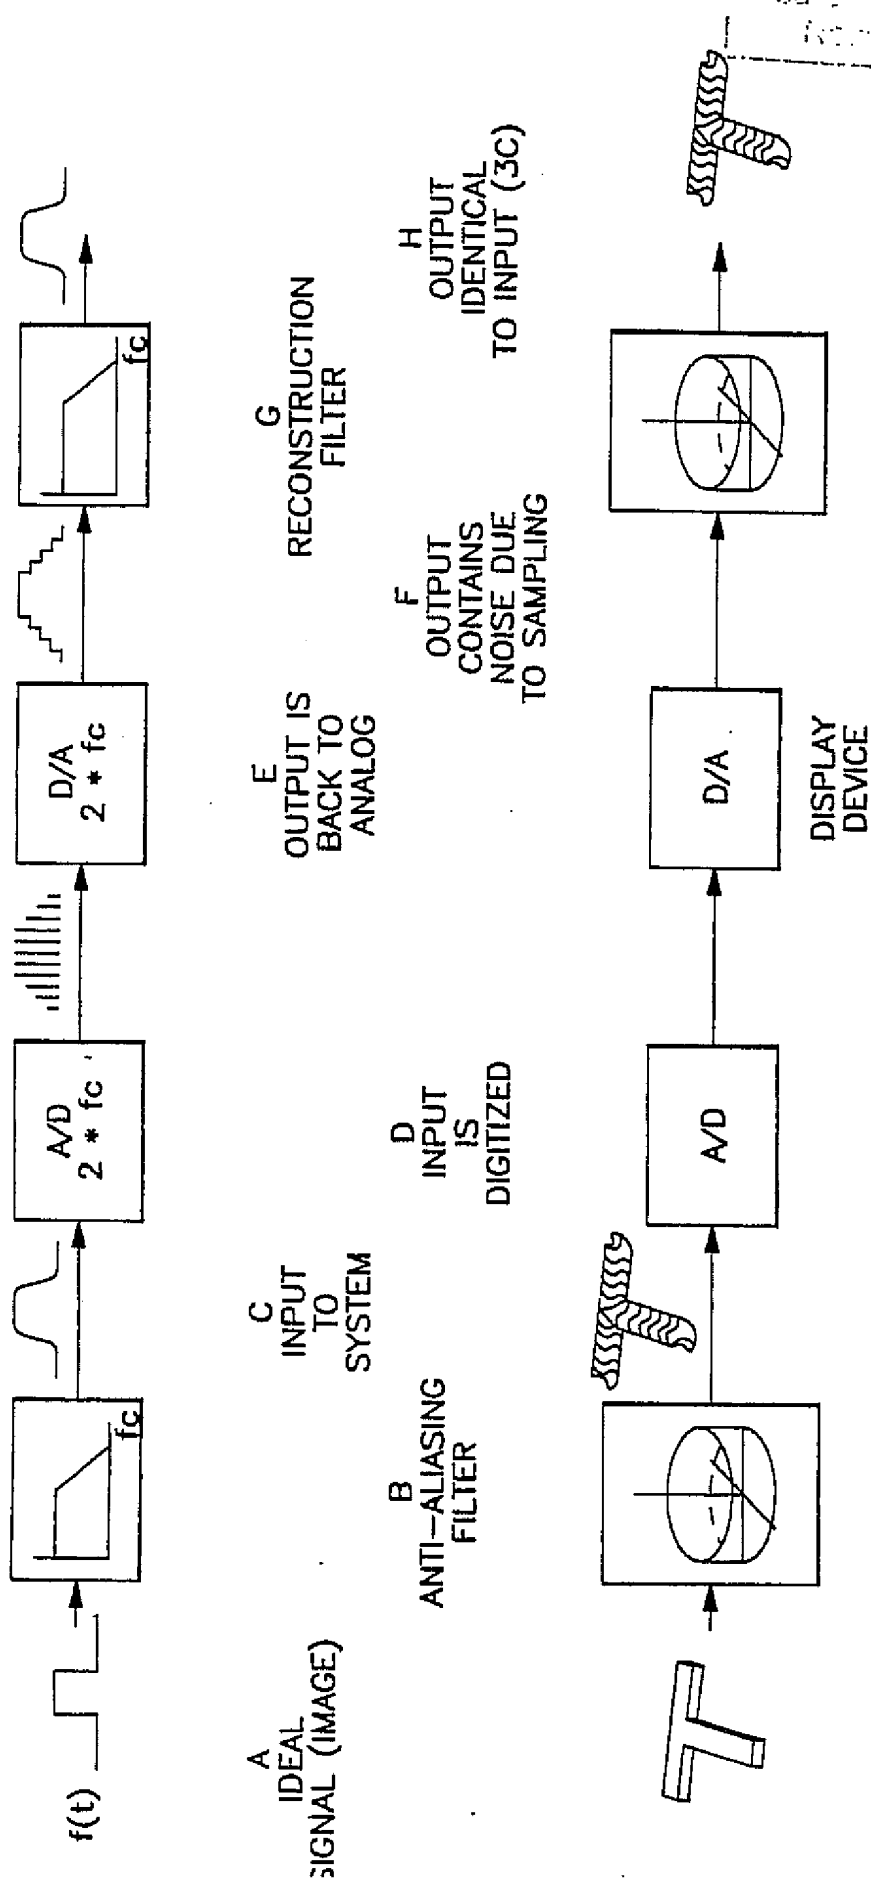 f(t)
fc
A/D
2 * fc
D/A
2 * fc
fc
A
IDEAL
SIGNAL (IMAGE)
C
INPUT
TO
SYSTEM
E
OUTPUT IS
BACK TO
ANALOG
G
RECONSTRUCTION
FILTER
B
ANTI-ALIASING
FILTER
D
INPUT
IS
DIGITIZED
F
OUTPUT
CONTAINS
NOISE DUE
TO SAMPLING
H
OUTPUT
IDENTICAL
TO INPUT (3C)
A/D
D/A
DISPLAY
DEVICE